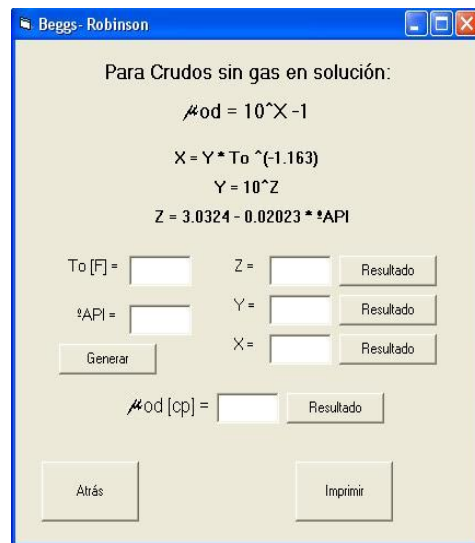 Beggs- Robinson
Para Crudos sin gas en solución:
µod = 10^X -1
X = Y * To ^(-1.163)
Y = 10^Z
Z = 3.0324 - 0.02023 * ºAPI
To [F] =
Z =
Resultado
ºAPI =
Y =
Resultado
Generar
X =
Resultado
µod [cp] =
Resultado
Atrás
Imprimir